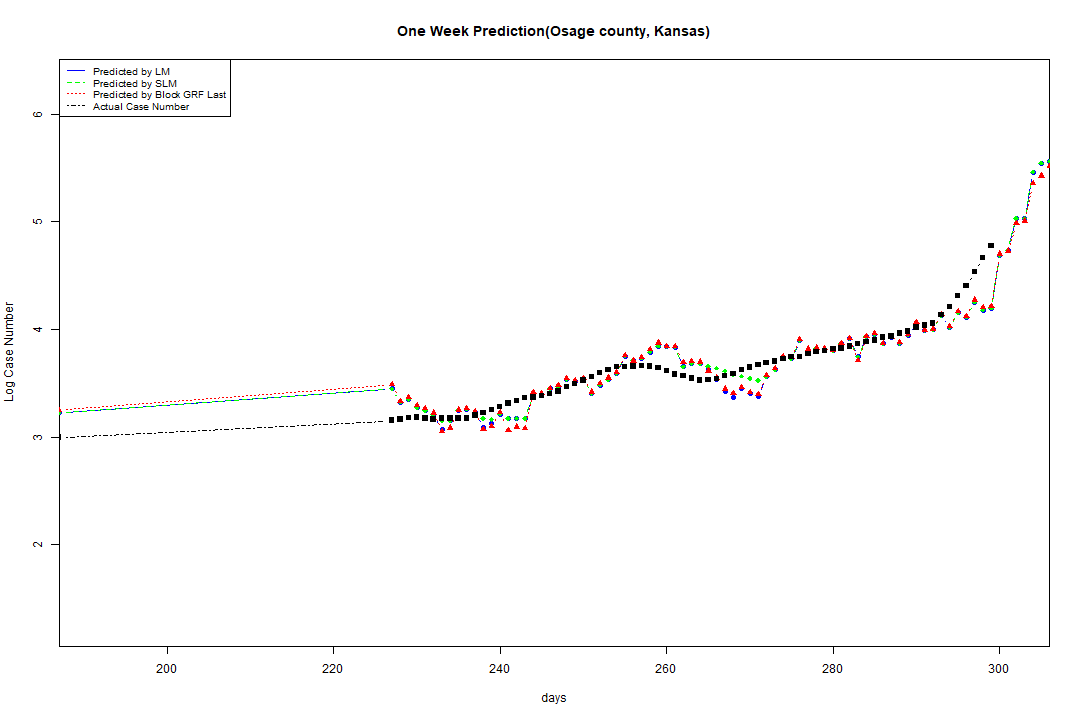 One Week Prediction(Osage county, Kansas)
Predicted by LM
Predicted by SLM
Predicted by Block GRF Last
Actual Case Number
Log Case Number
6
5
4
3
2
200 220 240 260 280 300
days